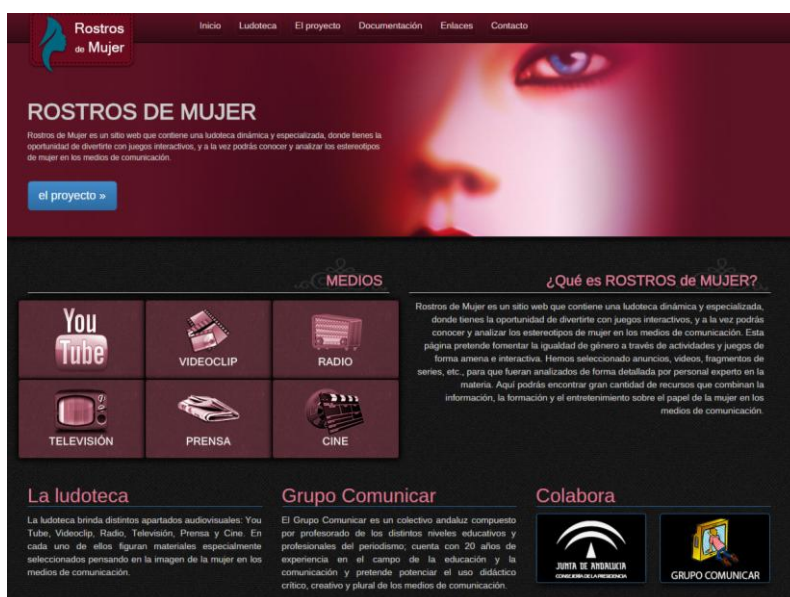 Rostros
de Mujer
Inicio Ludoteca El proyecto Documentación Enlaces Contacto
ROSTROS DE MUJER
Rostros de Mujer es un sitio web que contiene una ludoteca dinámica y especializada, donde tienes la
oportunidad de divertirte con juegos interactivos, y a la vez podrás conocer y analizar los estereotipos
de mujer en los medios de comunicación.
el proyecto »
MEDIOS
You
Tube
VIDEOCLIP
RADIO
TELEVISIÓN
PRENSA
CINE
¿Qué es ROSTROS de MUJER?
Rostros de Mujer es un sitio web que contiene una ludoteca dinámica y especializada,
donde tienes la oportunidad de divertirte con juegos interactivos, y a la vez podrás
conocer y analizar los estereotipos de mujer en los medios de comunicación. Esta
página pretende fomentar la igualdad de género a través de actividades y juegos de
forma amena e interactiva. Hemos seleccionado anuncios, videos, fragmentos de
series, etc., para que fueran analizados de forma detallada por personal experto en la
materia. Aquí podrás encontrar gran cantidad de recursos que combinan la
información, la formación y el entretenimiento sobre el papel de la mujer en los
medios de comunicación.
La ludoteca
La ludoteca brinda distintos apartados audiovisuales: You
Tube, Videoclip, Radio, Televisión, Prensa y Cine. En
cada uno de ellos figuran materiales especialmente
seleccionados pensando en la imagen de la mujer en los
medios de comunicación.
Grupo Comunicar
El Grupo Comunicar es un colectivo andaluz compuesto
por profesorado de los distintos niveles educativos y
profesionales del periodismo; cuenta con 20 años de
experiencia en el campo de la educación y la
comunicación y pretende potenciar el uso didáctico
crítico, creativo y plural de los medios de comunicación.
Colabora
JUNTA DE ANDALUCIA
CONSEJERÍA DE LA PRESIDENCIA
GRUPO COMUNICAR